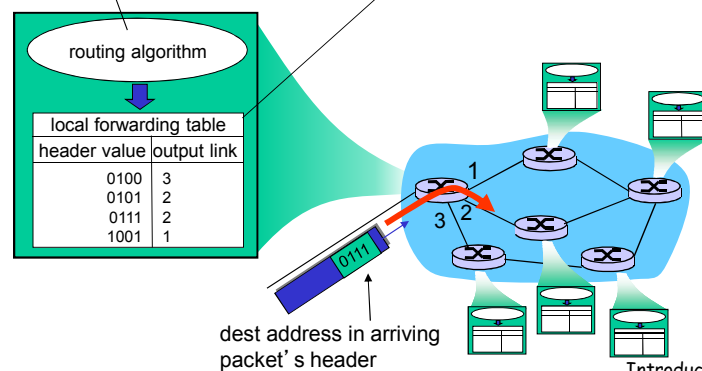 routing algorithm
local forwarding table
header value output link
0100 3
0101 2
0111 2
1001 1
1
2
3
0111
dest address in arriving
packet’s header